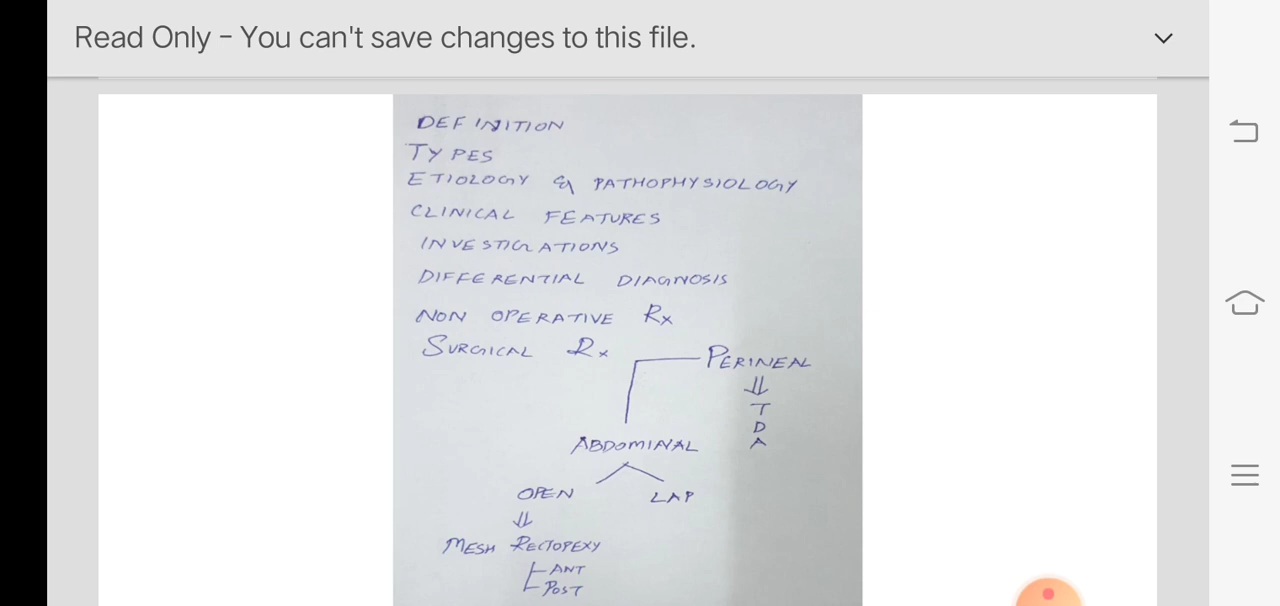 Read Only - You can't save changes to this file.
DEFINITION
TYPES
ETIOLOGY & PATHOPHYSIOLOGY
CLINICAL FEATURES
INVESTIGATIONS
DIFFERENTIAL DIAGNOSIS
NON OPERATIVE Rx
SURGICAL Rx
PERINEAL
⇓
T
D
A
ABDOMINAL
OPEN
LAP
⇓
MESH RECTOPEXY
ANT
POST